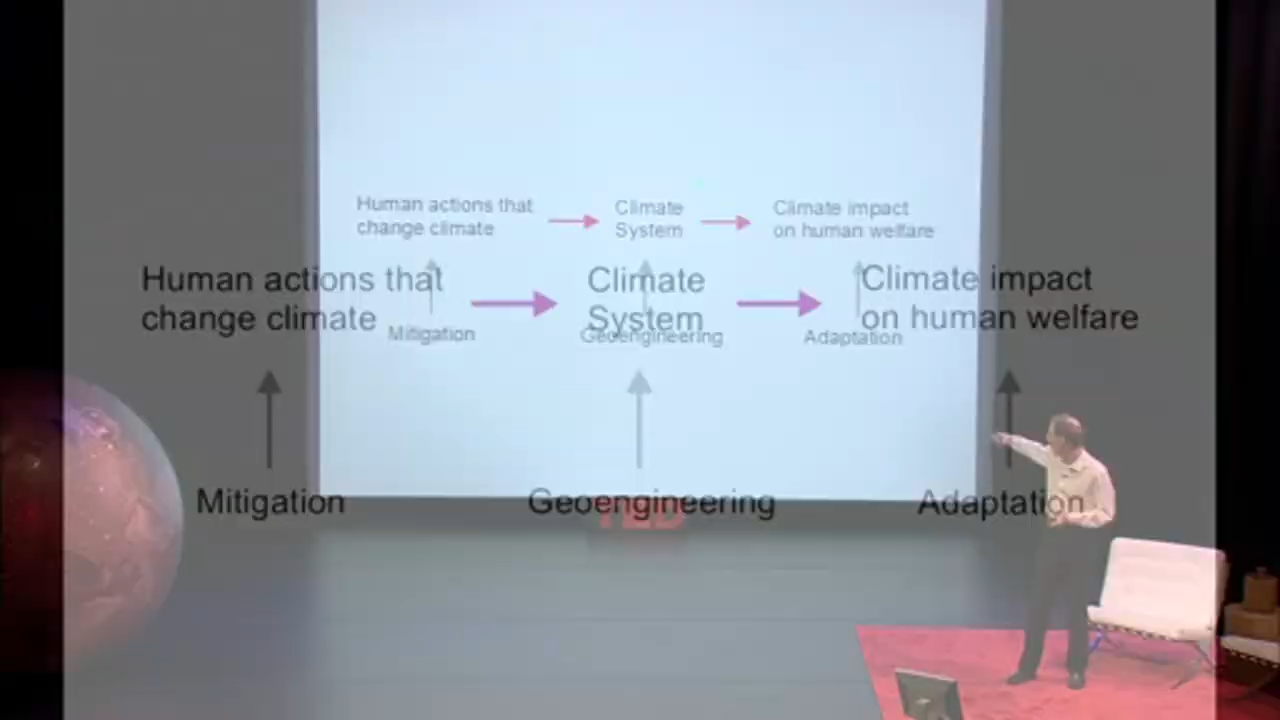 Human actions that
change climate
Climate
System
Climate impact
on human welfare
Mitigation
Geoengineering
Adaptation
Human actions that
change climate
Climate
System
Climate impact
on human welfare
Mitigation
Geoengineering
Adaptation
TED